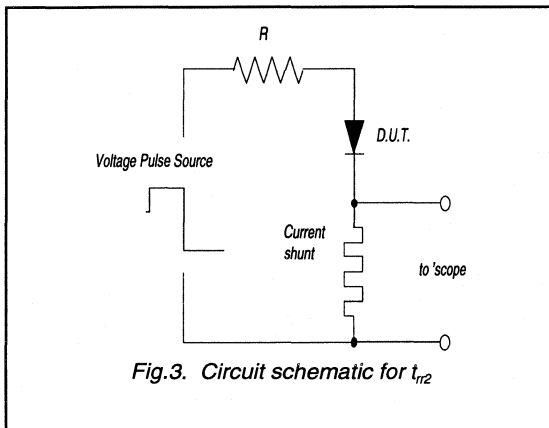 R
D.U.T.
Voltage Pulse Source
Current
shunt
to 'scope
Fig.3. Circuit schematic for trr2